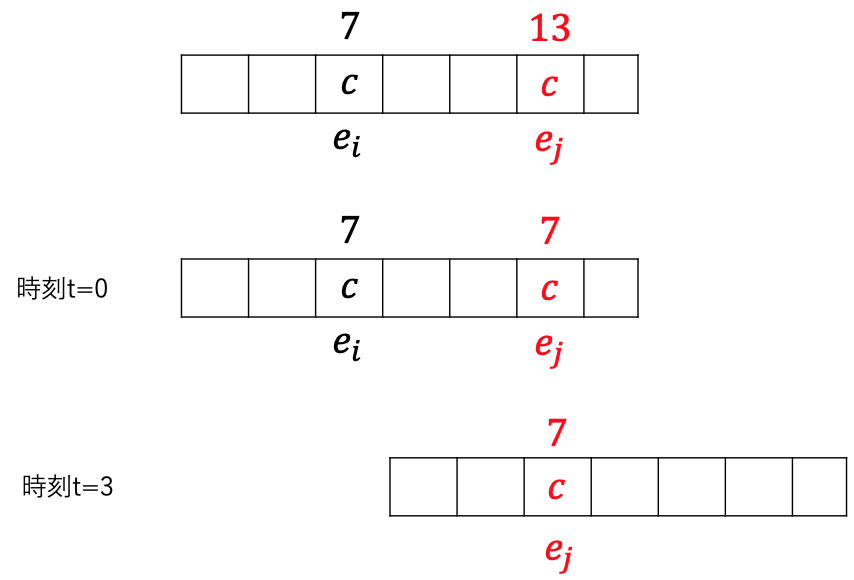 7 13
c c
e_i e_j
7 7
時刻t=0 c c
e_i e_j
7
時刻t=3 c
e_j